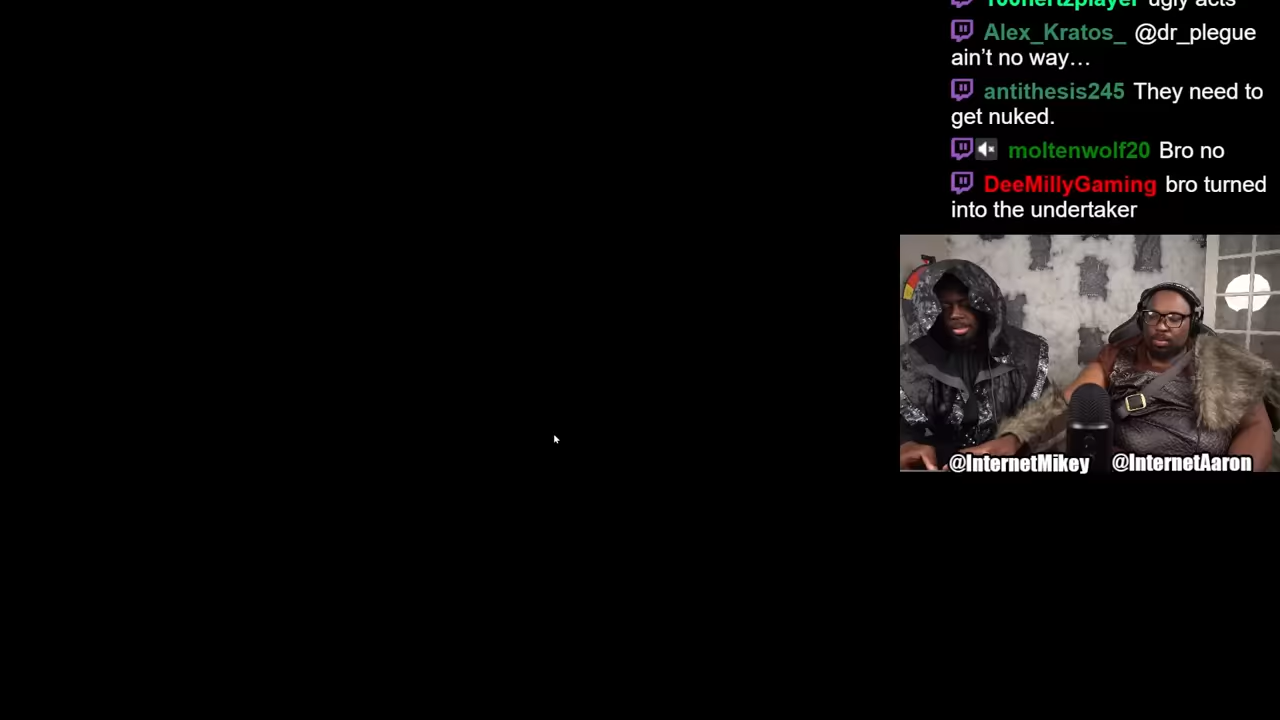 100hertzplayer ugly acts
Alex_Kratos_ @dr_plegue
ain't no way…
antithesis245 They need to
get nuked.
moltenwolf20 Bro no
DeeMillyGaming bro turned
into the undertaker
@InternetMikey @InternetAaron